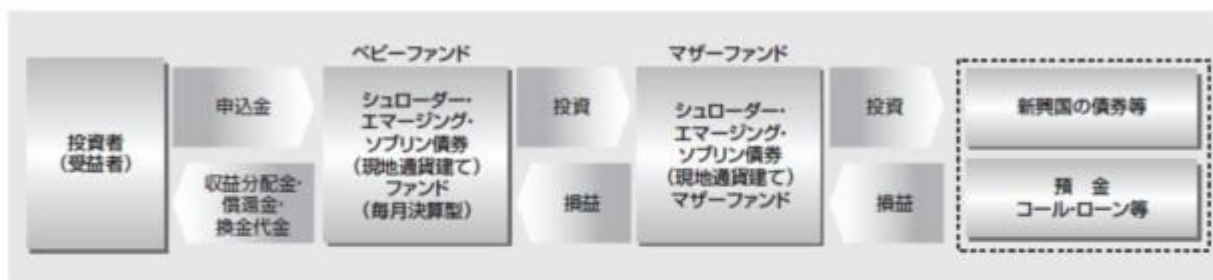 ベビーファンド
マザーファンド
投資者
(受益者)
申込金
収益分配金・
償還金・
換金代金
シュローダー・
エマージング・
ソブリン債券
(現地通貨建て)
ファンド
(毎月決算型)
投資
損益
シュローダー・
エマージング・
ソブリン債券
(現地通貨建て)
マザーファンド
投資
損益
新興国の債券等
預 金
コール・ローン等